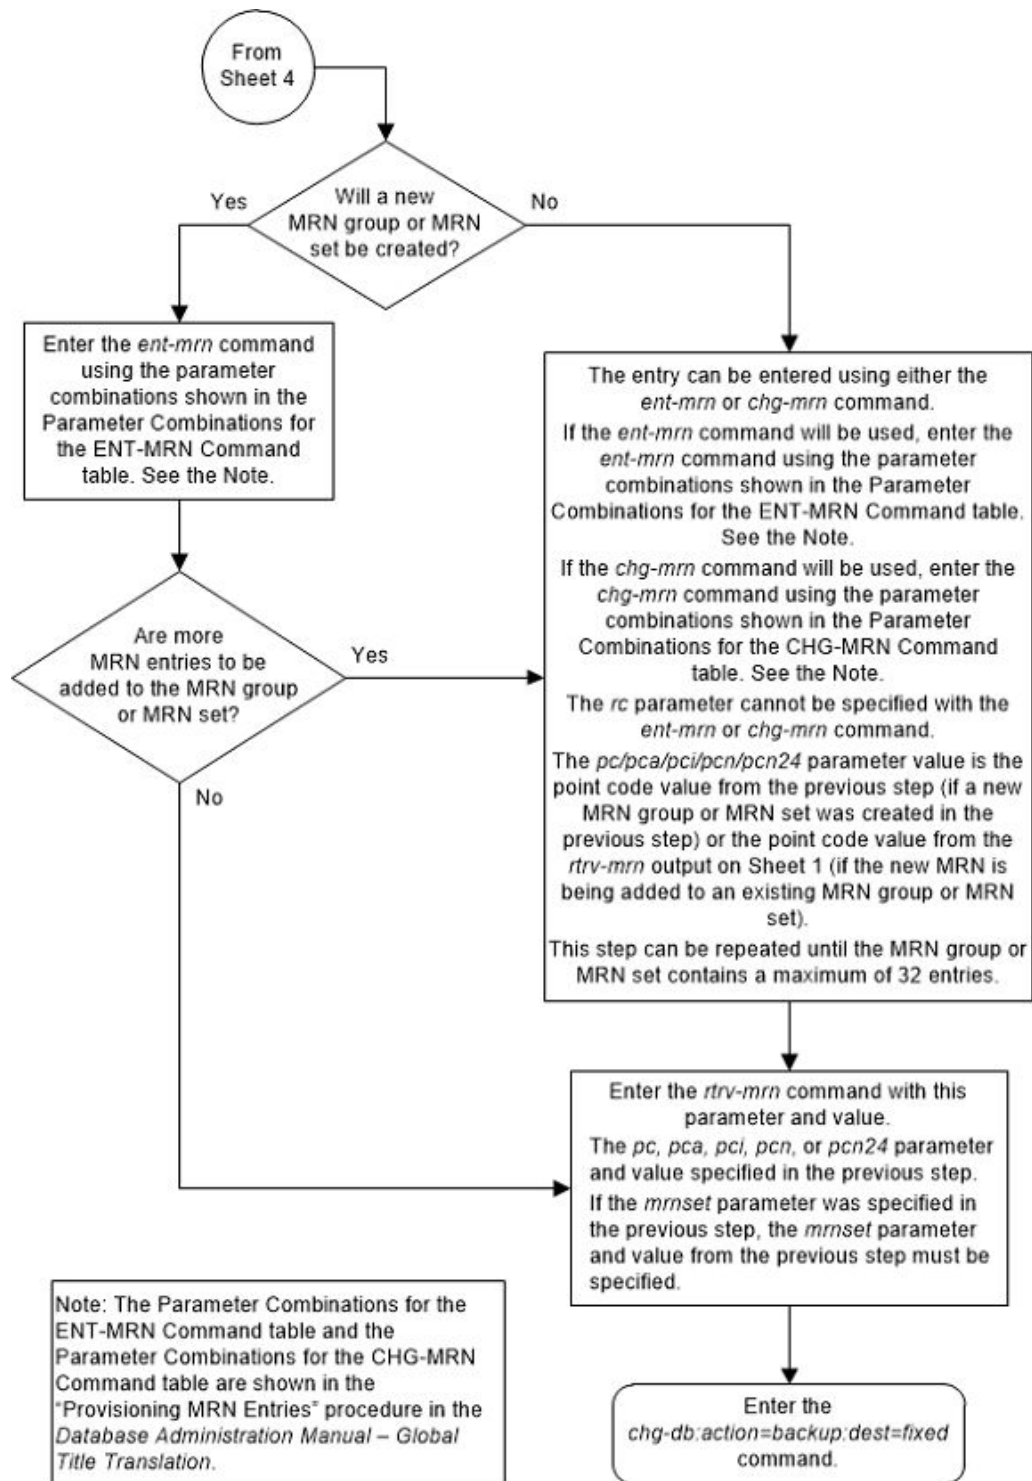 From
Sheet 4
Will a new
MRN group or MRN
set be created?
Yes
No
Enter the ent-mrn command
using the parameter
combinations shown in the
Parameter Combinations for
the ENT-MRN Command
table. See the Note.
Are more
MRN entries to be
added to the MRN group
or MRN set?
Yes
No
The entry can be entered using either the
ent-mrn or chg-mrn command.
If the ent-mrn command will be used, enter the
ent-mrn command using the parameter
combinations shown in the Parameter
Combinations for the ENT-MRN Command table.
See the Note.
If the chg-mrn command will be used, enter the
chg-mrn command using the parameter
combinations shown in the Parameter
Combinations for the CHG-MRN Command
table. See the Note.
The rc parameter cannot be specified with the
ent-mrn or chg-mrn command.
The pc/pca/pci/pcn/pcn24 parameter value is the
point code value from the previous step (if a new
MRN group or MRN set was created in the
previous step) or the point code value from the
rtrv-mrn output on Sheet 1 (if the new MRN is
being added to an existing MRN group or MRN
set).
This step can be repeated until the MRN group or
MRN set contains a maximum of 32 entries.
Enter the rtrv-mrn command with this
parameter and value.
The pc, pca, pci, pcn, or pcn24 parameter
and value specified in the previous step.
If the mrnset parameter was specified in
the previous step, the mrnset parameter
and value from the previous step must be
specified.
Note: The Parameter Combinations for the
ENT-MRN Command table and the
Parameter Combinations for the CHG-MRN
Command table are shown in the
"Provisioning MRN Entries" procedure in the
Database Administration Manual – Global
Title Translation.
Enter the
chg-db:action=backup:dest=fixed
command.